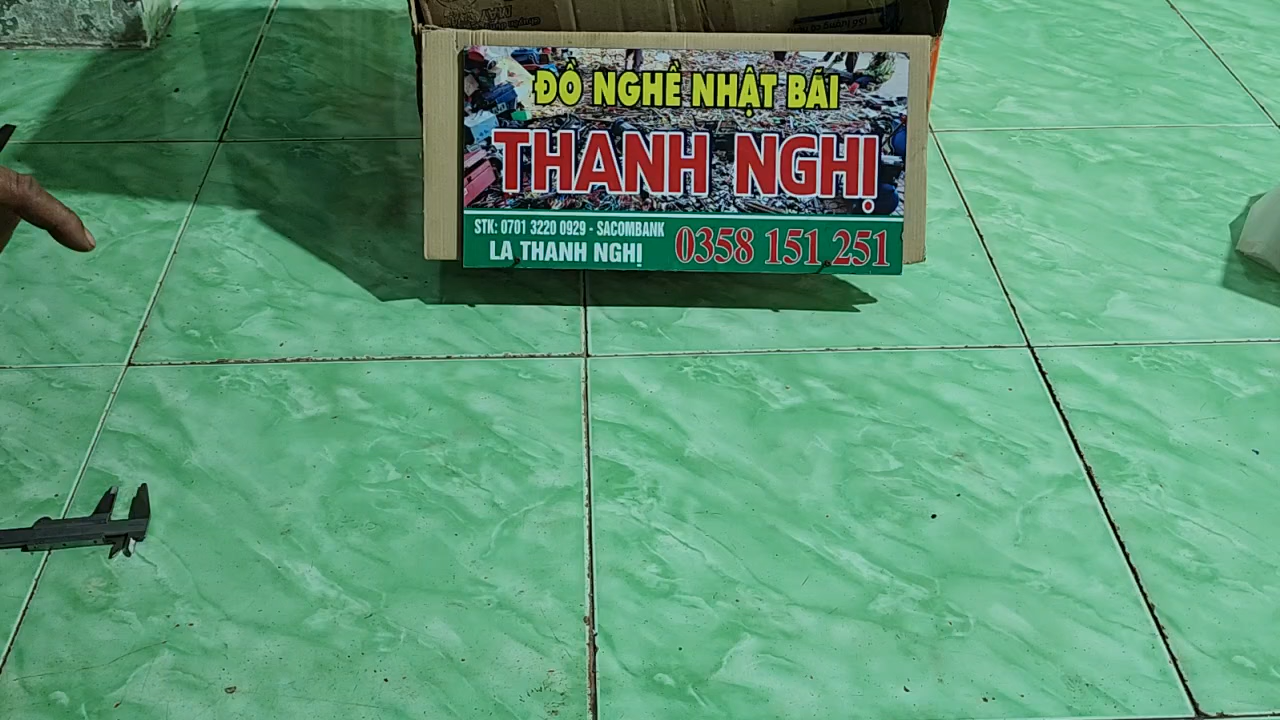 ĐỒ NGHỀ NHẬT BÃI
THANH NGHỊ
STK: 0701 3220 0929 - SACOMBANK
LA THANH NGHỊ
0358 151 251